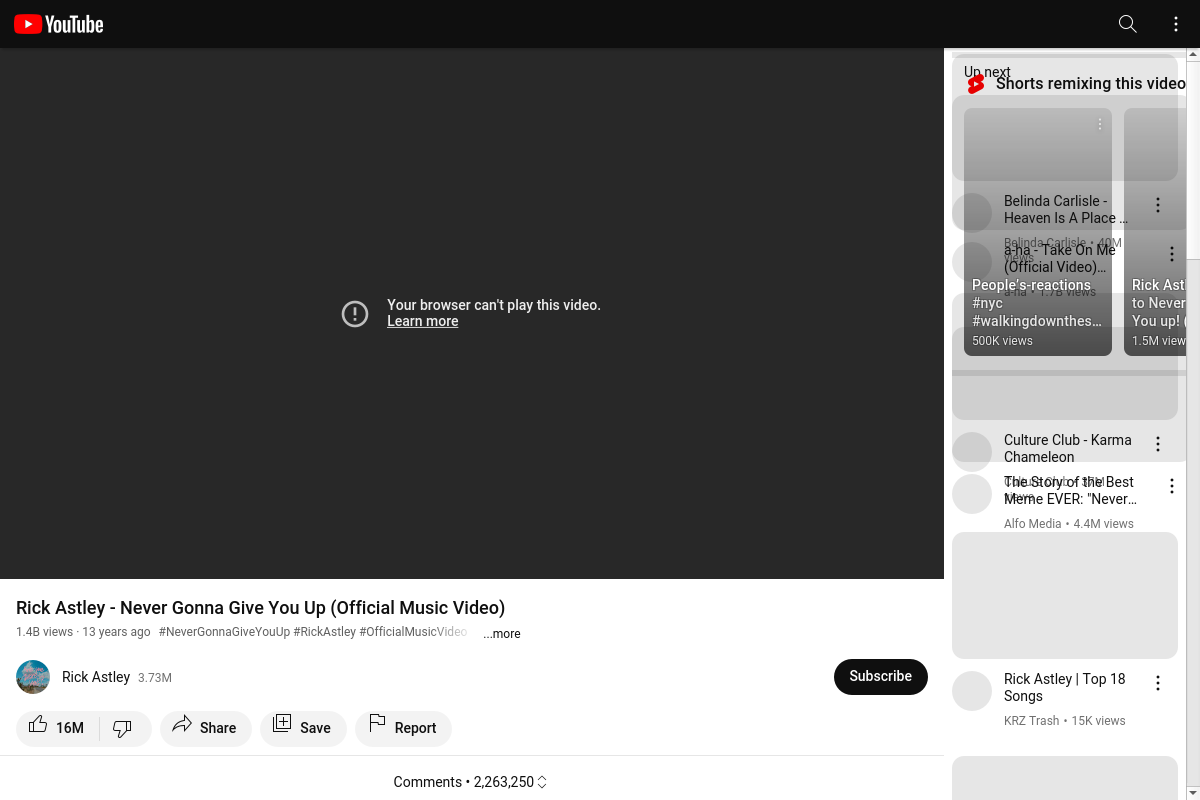 YouTube
Your browser can't play this video.
Learn more
Rick Astley - Never Gonna Give You Up (Official Music Video)
1.4B views · 13 years ago #NeverGonnaGiveYouUp #RickAstley #OfficialMusicVideo ...more
Rick Astley 3.73M
Subscribe
16M
Share
Save
Report
Comments • 2,263,250
Up next
Shorts remixing this video
Belinda Carlisle -
Heaven Is A Place ...
Belinda Carlisle • 40M
views
a-ha - Take On Me
(Official Video)...
a-ha • 1.7B views
People's reactions
#nyc
#walkingdownthes...
500K views
Rick Ast
to Never
You up! (
1.5M view
Culture Club - Karma
Chameleon
Culture Club • 37M
views
The Story of the Best
Meme EVER: "Never...
Alfo Media • 4.4M views
Rick Astley | Top 18
Songs
KRZ Trash • 15K views